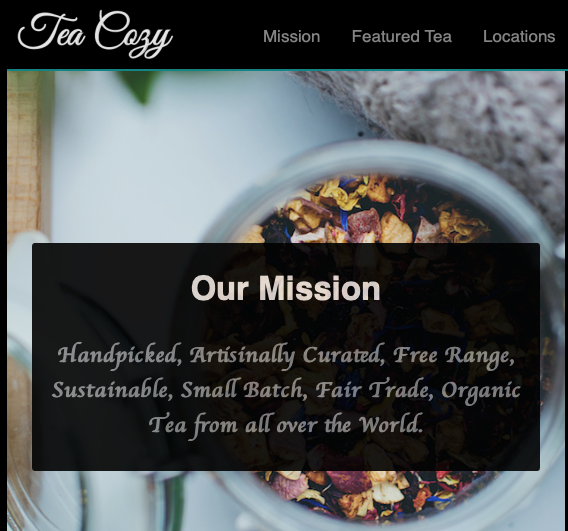 Tea Cozy
Mission Featured Tea Locations
Our Mission
Handpicked, Artisinally Curated, Free Range,
Sustainable, Small Batch, Fair Trade, Organic
Tea from all over the World.